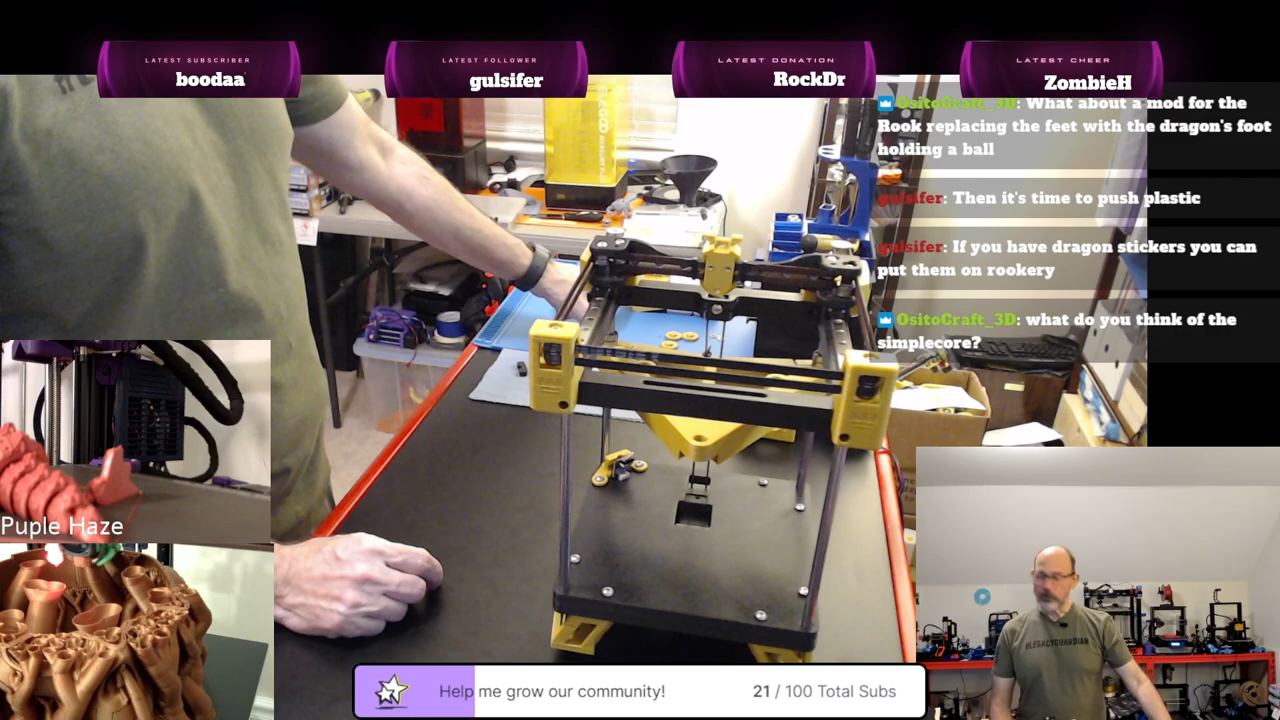 LATEST SUBSCRIBER
boodaa
LATEST FOLLOWER
gulsifer
LATEST DONATION
RockDr
LATEST CHEER
ZombieH
OsitoCraft_3D: What about a mod for the
Rook replacing the feet with the dragon's foot
holding a ball
gulsifer: Then it's time to push plastic
gulsifer: If you have dragon stickers you can
put them on rookery
OsitoCraft_3D: what do you think of the
simplecore?
Puple Haze
#LEGACYGUARDIAN
Help me grow our community!
21 / 100 Total Subs